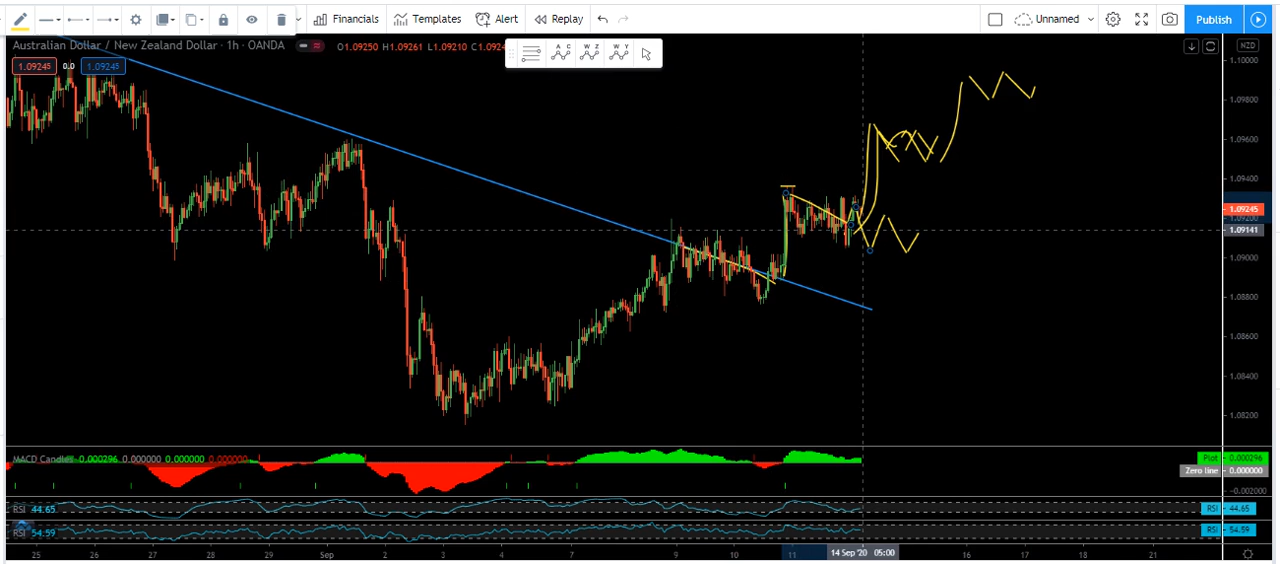 Financials Templates Alert Replay Unnamed Publish
Australian Dollar / New Zealand Dollar · 1h · OANDA O1.09250 H1.09261 L1.09210
A C W Z W Y
NZD
1.09245 0.0 1.09245
1.10000
1.09800
1.09600
1.09400
1.09245
1.09200
1.09141
1.09000
1.08800
1.08600
1.08400
1.08200
MACD Candles -0.000296 0.000000 0.000000 0.000000
Plot 0.000296
Zero line 0.000000
-0.002000
RSI 44.65 RSI 44.65
RSI 54.59 RSI 54.59
25 26 27 28 29 Sep 2 3 4 7 9 10 11 14 Sep '20 05:00 16 17 18 21